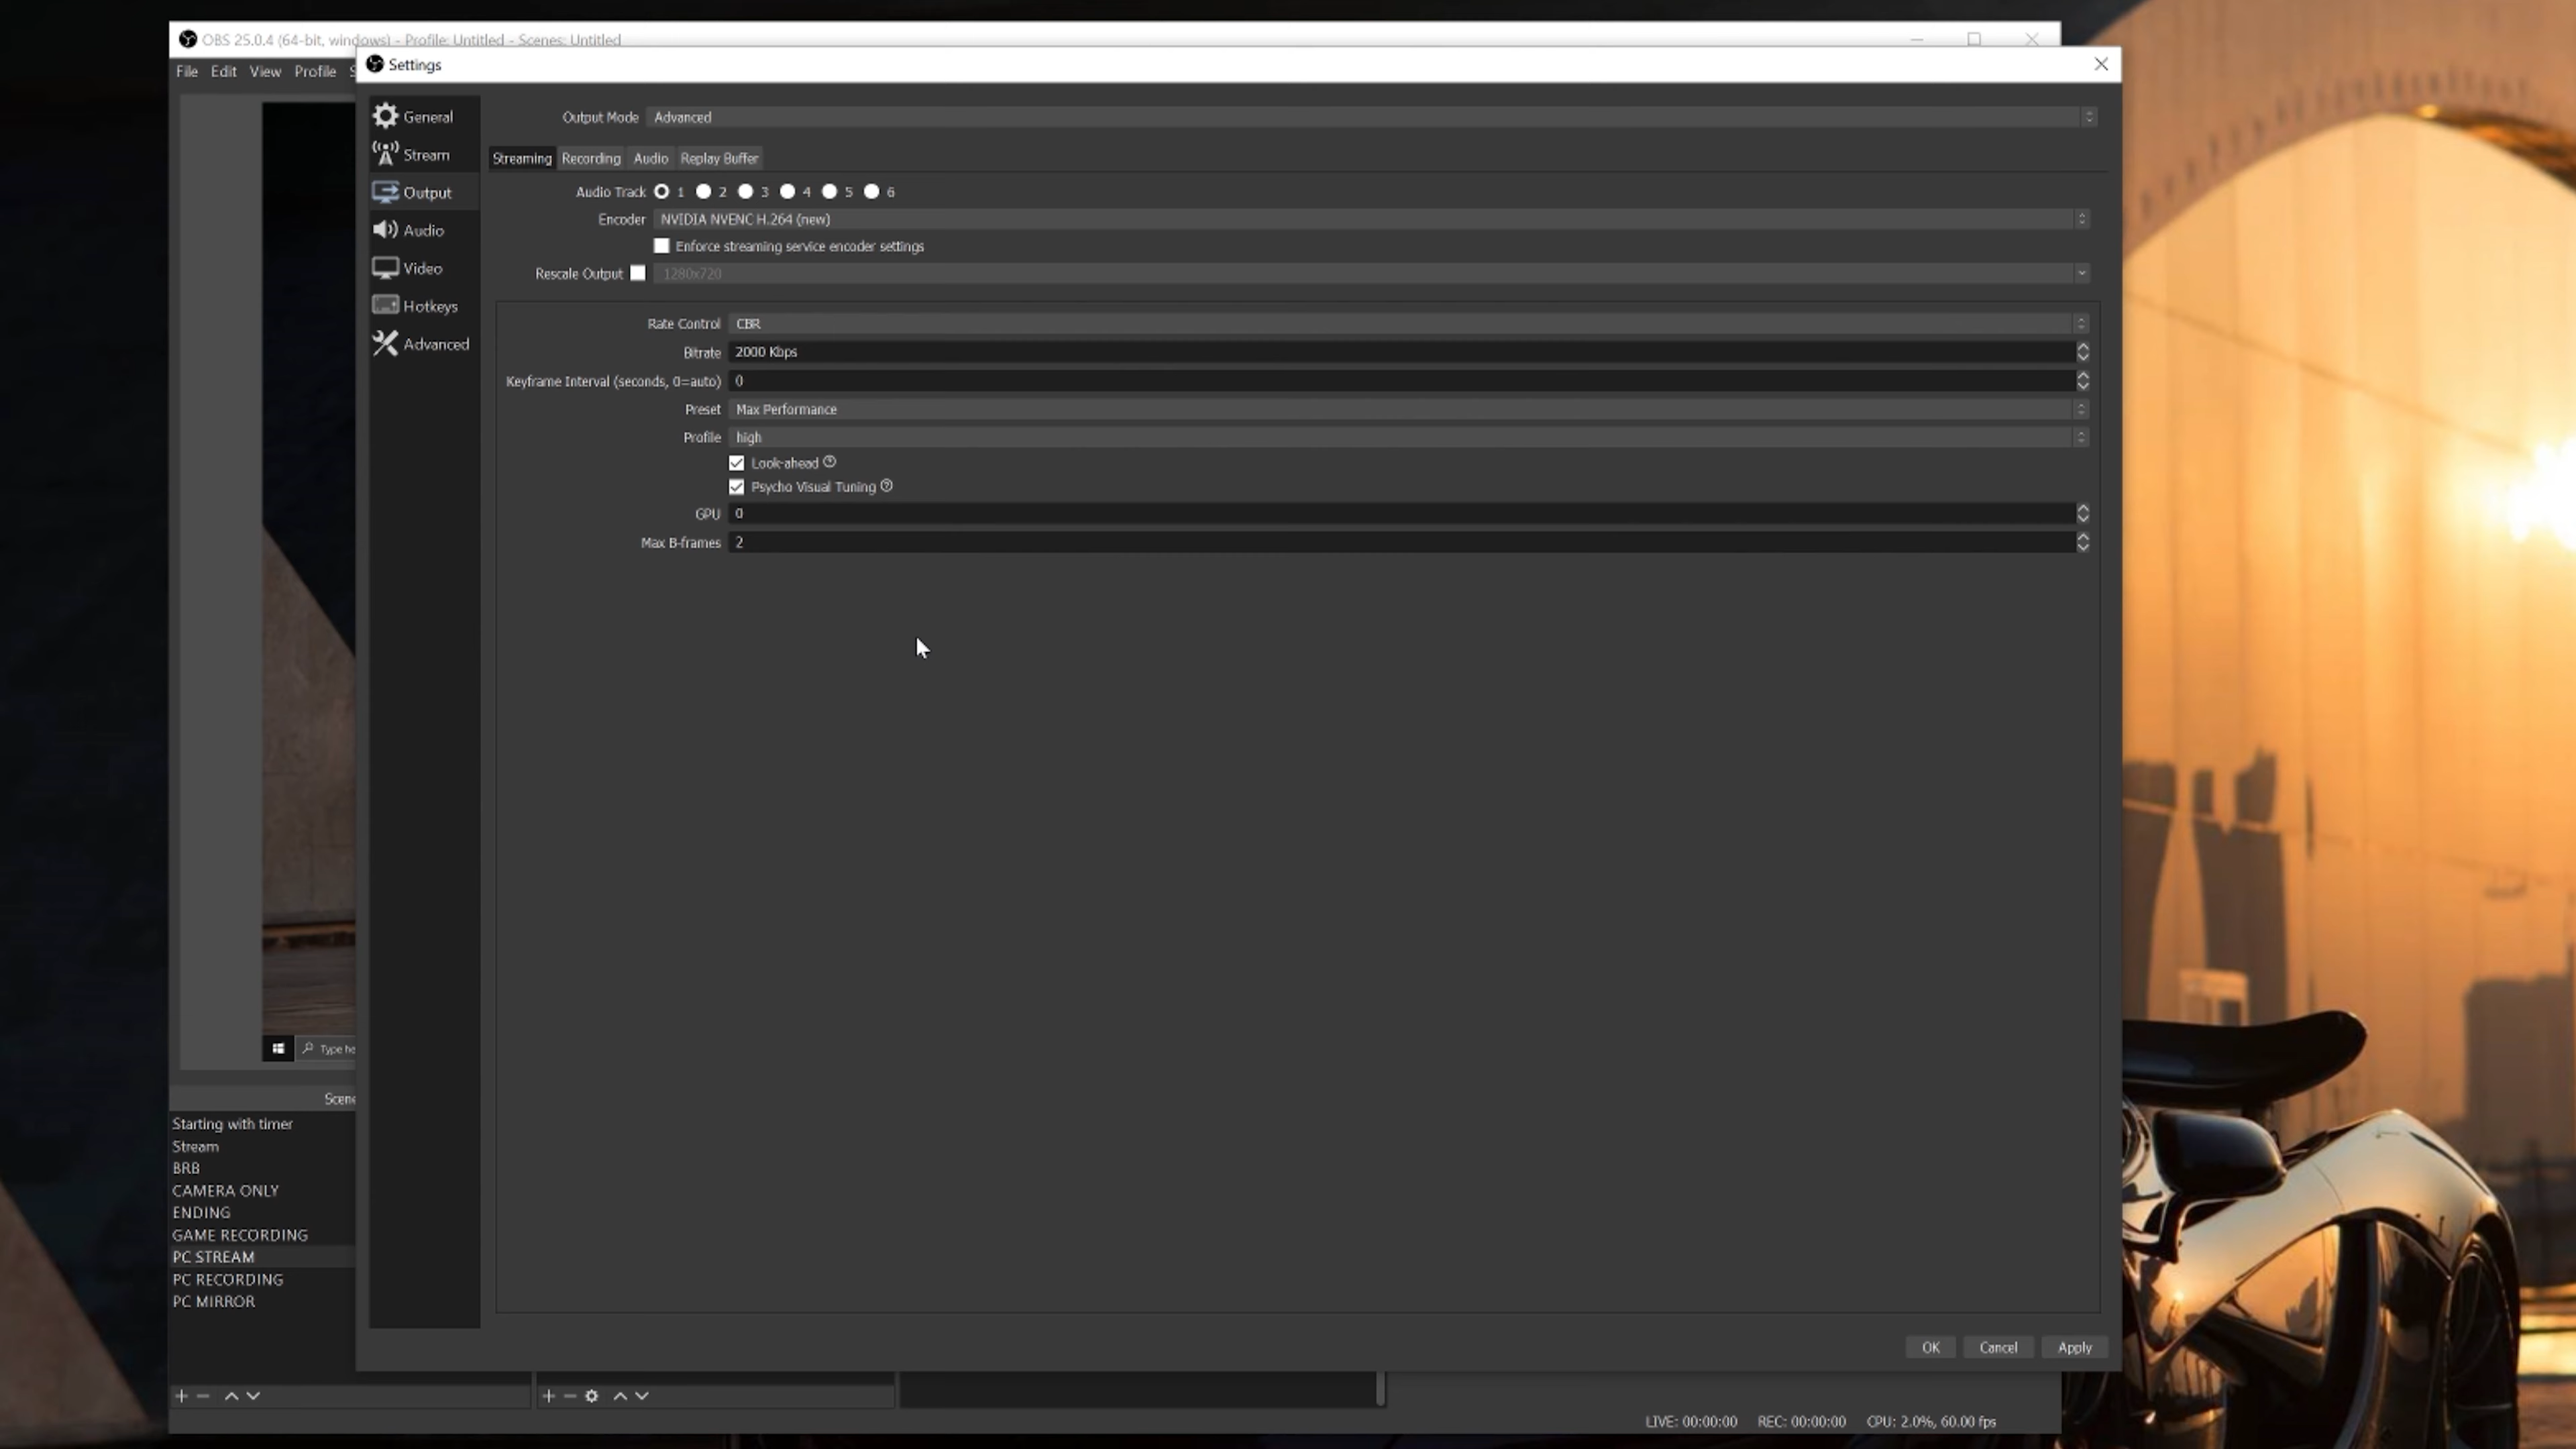 OBS 25.0.4 (64-bit, windows) - Profile: Untitled - Scenes: Untitled
File Edit View Profile
Settings
General
Stream
Output
Audio
Video
Hotkeys
Advanced
Output Mode Advanced
Streaming Recording Audio Replay Buffer
Audio Track 1 2 3 4 5 6
Encoder NVIDIA NVENC H.264 (new)
Enforce streaming service encoder settings
Rescale Output 1280x720
Rate Control CBR
Bitrate 2000 Kbps
Keyframe Interval (seconds, 0=auto) 0
Preset Max Performance
Profile high
Look-ahead
Psycho Visual Tuning
GPU 0
Max B-frames 2
Type he
Scene
Starting with timer
Stream
BRB
CAMERA ONLY
ENDING
GAME RECORDING
PC STREAM
PC RECORDING
PC MIRROR
OK Cancel Apply
LIVE: 00:00:00 REC: 00:00:00 CPU: 2.0%, 60.00 fps